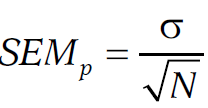 SEM_p = σ / √N